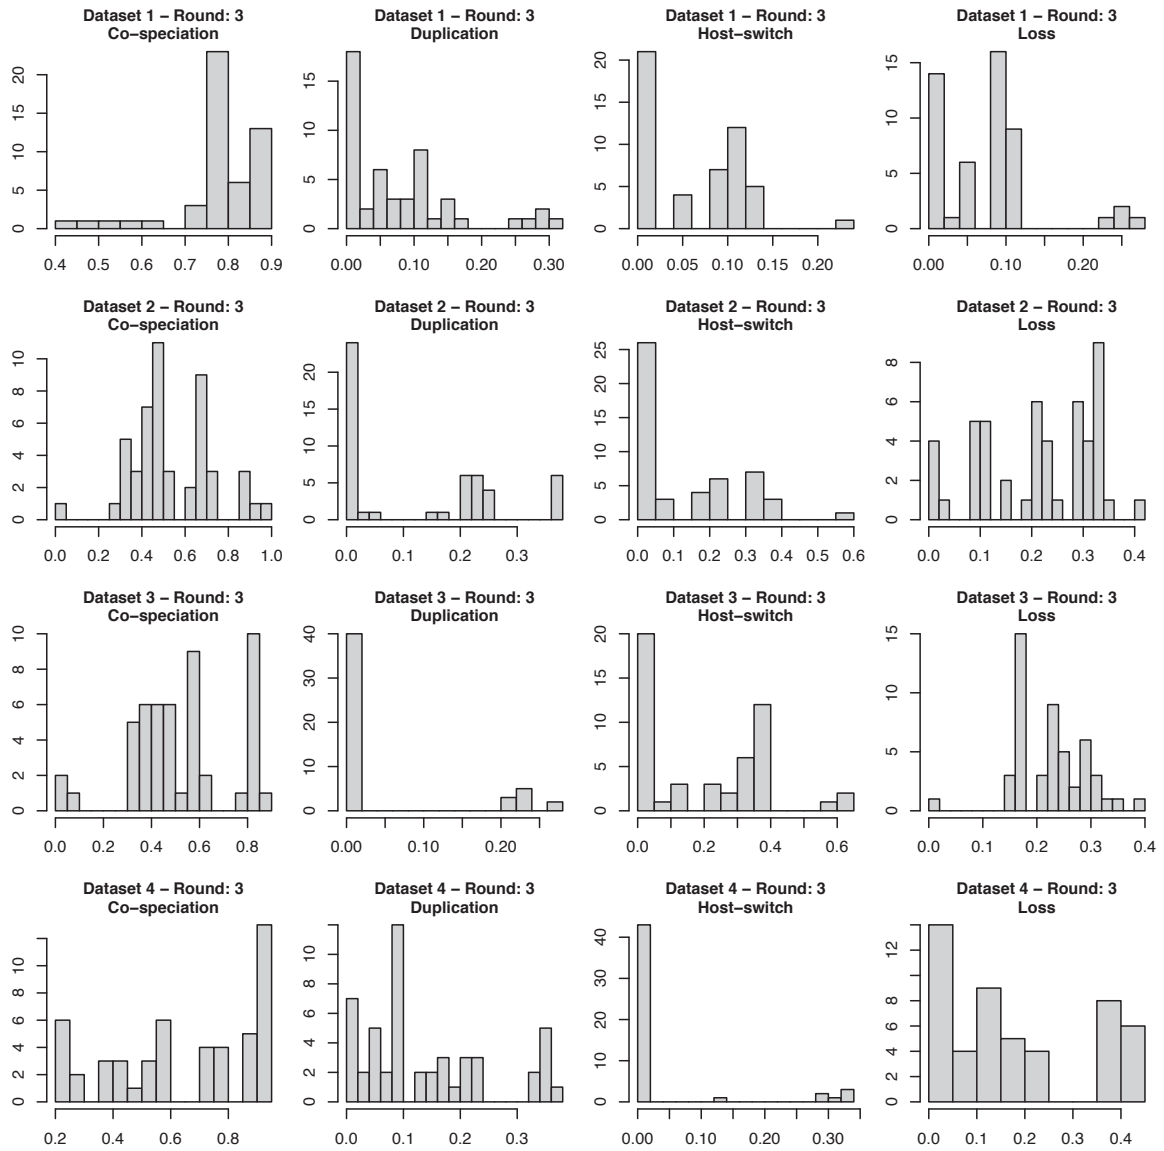 Dataset 1 – Round: 3
Co–speciation
20
15
10
5
0
0.4 0.5 0.6 0.7 0.8 0.9
Dataset 1 – Round: 3
Duplication
15
10
5
0
0.00 0.10 0.20 0.30
Dataset 1 – Round: 3
Host–switch
20
15
10
5
0
0.00 0.05 0.10 0.15 0.20
Dataset 1 – Round: 3
Loss
15
10
5
0
0.00 0.10 0.20
Dataset 2 – Round: 3
Co–speciation
10
8
6
4
2
0
0.0 0.2 0.4 0.6 0.8 1.0
Dataset 2 – Round: 3
Duplication
20
15
10
5
0
0.0 0.1 0.2 0.3
Dataset 2 – Round: 3
Host–switch
25
20
15
10
5
0
0.0 0.1 0.2 0.3 0.4 0.5 0.6
Dataset 2 – Round: 3
Loss
8
6
4
2
0
0.0 0.1 0.2 0.3 0.4
Dataset 3 – Round: 3
Co–speciation
10
8
6
4
2
0
0.0 0.2 0.4 0.6 0.8
Dataset 3 – Round: 3
Duplication
40
30
20
10
0
0.00 0.10 0.20
Dataset 3 – Round: 3
Host–switch
20
15
10
5
0
0.0 0.2 0.4 0.6
Dataset 3 – Round: 3
Loss
15
10
5
0
0.0 0.1 0.2 0.3 0.4
Dataset 4 – Round: 3
Co–speciation
10
8
6
4
2
0
0.2 0.4 0.6 0.8
Dataset 4 – Round: 3
Duplication
10
8
6
4
2
0
0.0 0.1 0.2 0.3
Dataset 4 – Round: 3
Host–switch
40
30
20
10
0
0.00 0.10 0.20 0.30
Dataset 4 – Round: 3
Loss
12
8
6
4
2
0
0.0 0.1 0.2 0.3 0.4